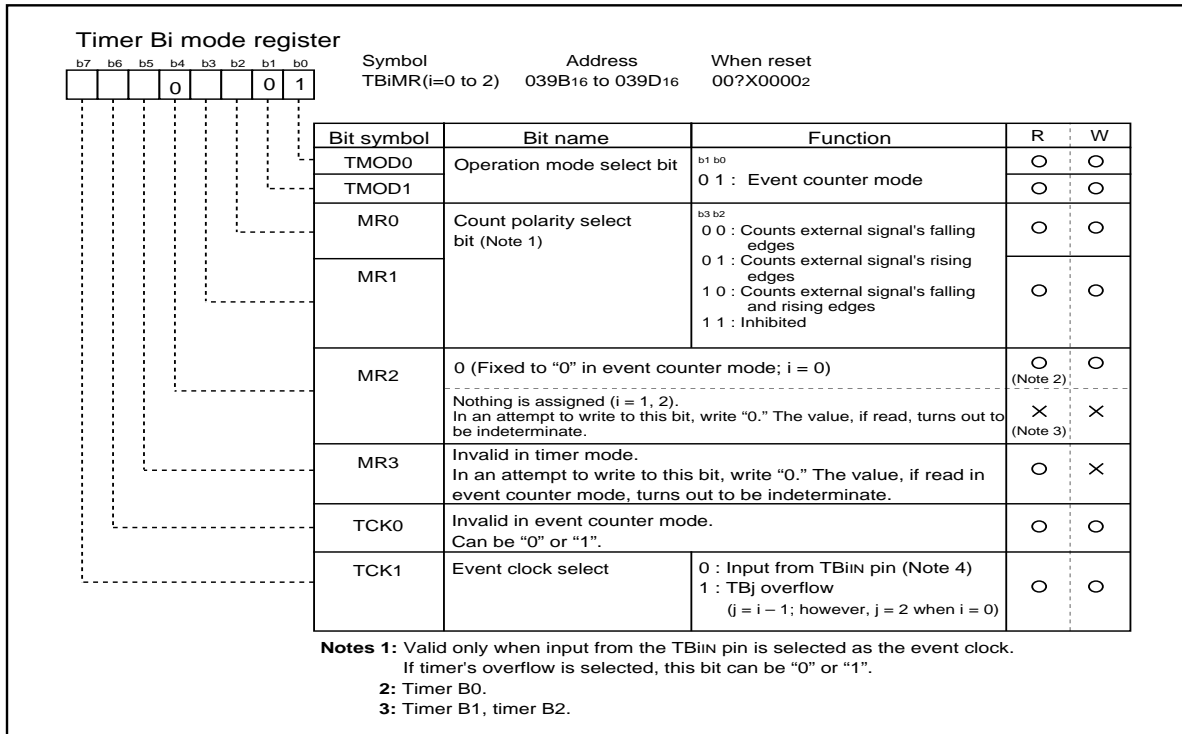 Timer Bi mode register
b7 b6 b5 b4 b3 b2 b1 b0
0 0 1
Symbol Address When reset
TBiMR(i=0 to 2) 039B16 to 039D16 00?X00002
Bit symbol Bit name Function R W
TMOD0
TMOD1
Operation mode select bit
b1 b0
0 1 : Event counter mode
MR0
MR1
Count polarity select
bit (Note 1)
b3 b2
0 0 : Counts external signal's falling
edges
0 1 : Counts external signal's rising
edges
1 0 : Counts external signal's falling
and rising edges
1 1 : Inhibited
MR2
0 (Fixed to “0” in event counter mode; i = 0)
(Note 2)
Nothing is assigned (i = 1, 2).
In an attempt to write to this bit, write “0.” The value, if read, turns out to
be indeterminate.
(Note 3)
MR3
Invalid in timer mode.
In an attempt to write to this bit, write “0.” The value, if read in
event counter mode, turns out to be indeterminate.
TCK0
Invalid in event counter mode.
Can be “0” or “1”.
TCK1
Event clock select
0 : Input from TBiIN pin (Note 4)
1 : TBj overflow
(j = i – 1; however, j = 2 when i = 0)
Notes 1: Valid only when input from the TBiIN pin is selected as the event clock.
If timer's overflow is selected, this bit can be “0” or “1”.
2: Timer B0.
3: Timer B1, timer B2.